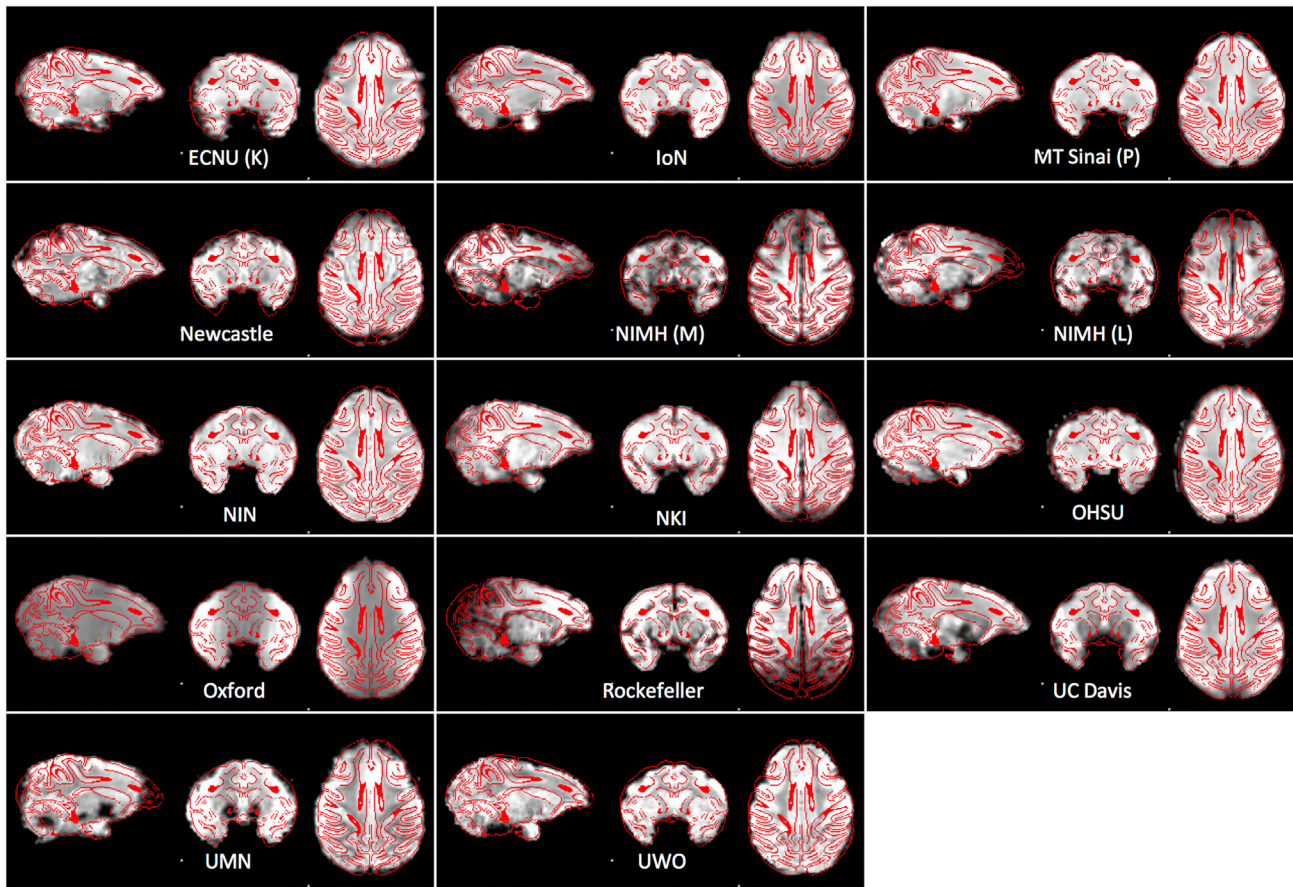 ECNU (K)
IoN
MT Sinai (P)
Newcastle
NIMH (M)
NIMH (L)
NIN
NKI
OHSU
Oxford
Rockefeller
UC Davis
UMN
UWO